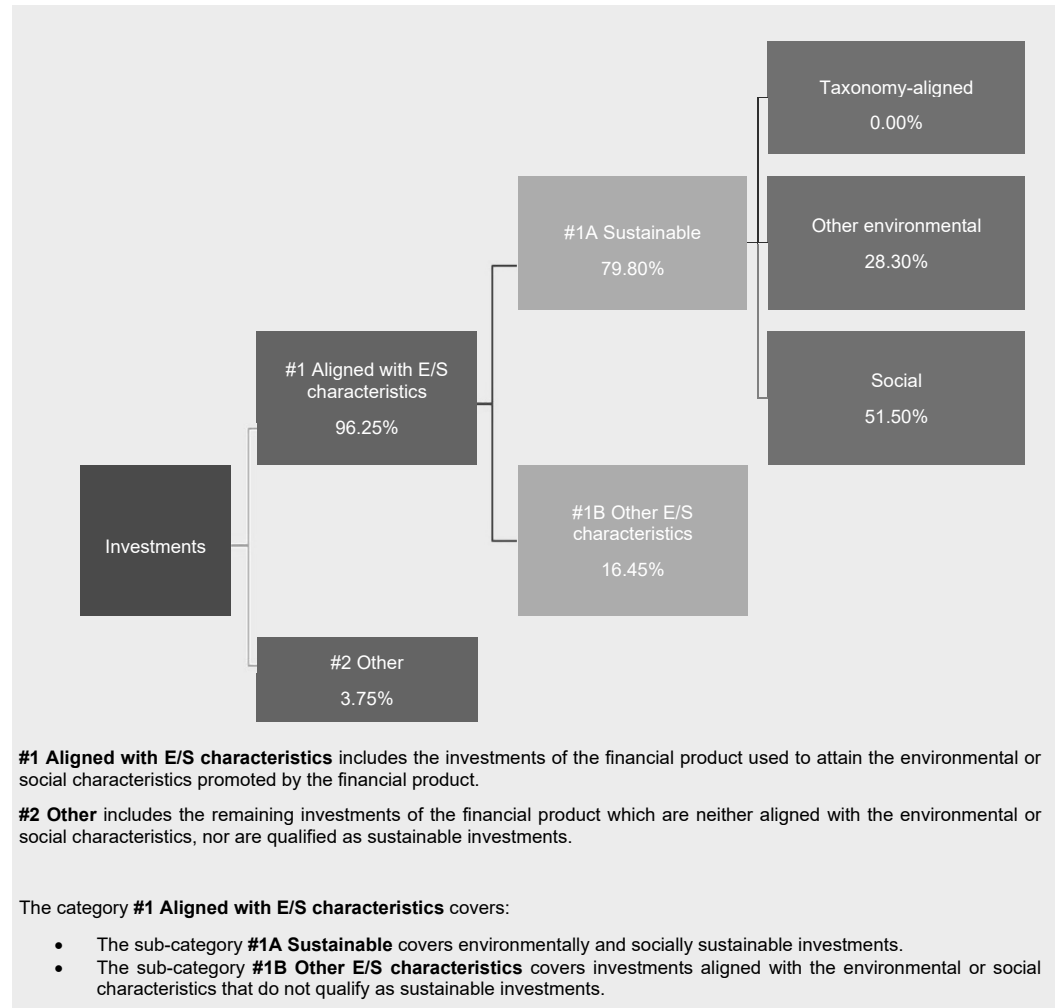 Taxonomy-aligned
0.00%
#1A Sustainable
79.80%
Other environmental
28.30%
#1 Aligned with E/S
characteristics
96.25%
Social
51.50%
Investments
#1B Other E/S
characteristics
16.45%
#2 Other
3.75%
#1 Aligned with E/S characteristics includes the investments of the financial product used to attain the environmental or
social characteristics promoted by the financial product.
#2 Other includes the remaining investments of the financial product which are neither aligned with the environmental or
social characteristics, nor are qualified as sustainable investments.
The category #1 Aligned with E/S characteristics covers:
• The sub-category #1A Sustainable covers environmentally and socially sustainable investments.
• The sub-category #1B Other E/S characteristics covers investments aligned with the environmental or social
characteristics that do not qualify as sustainable investments.